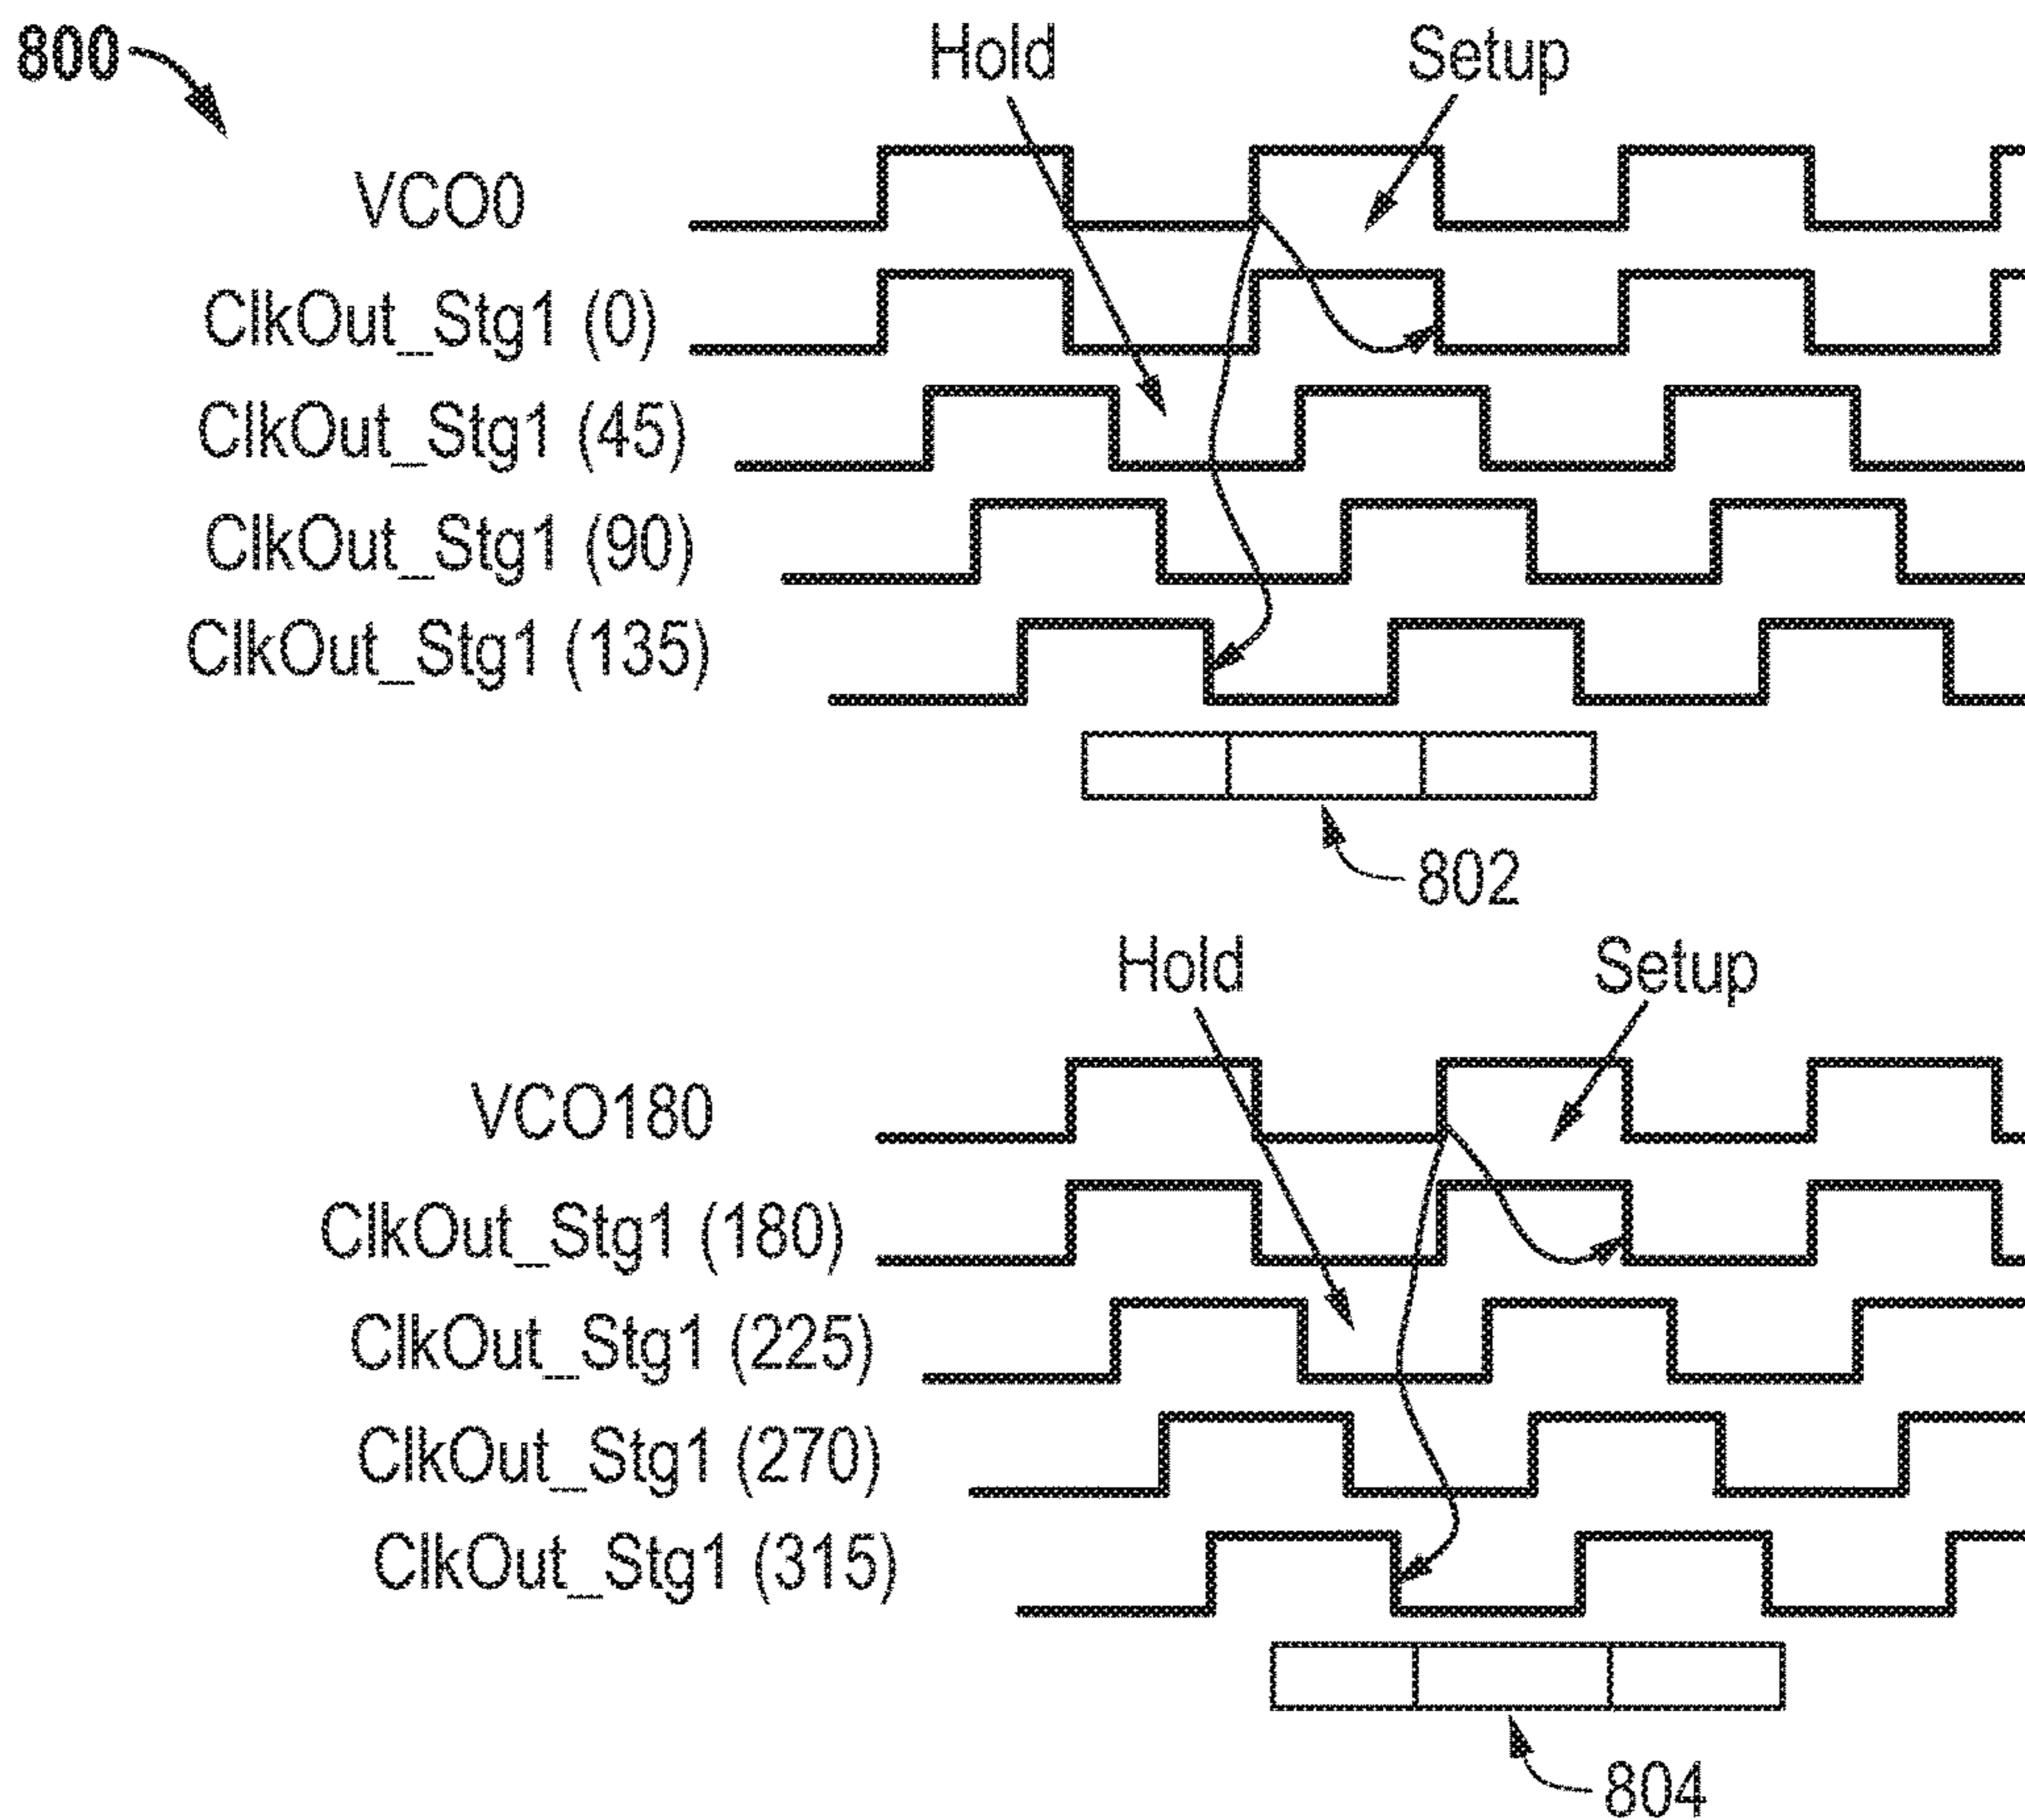 800
Hold Setup
VCO0
ClkOut_Stg1 (0)
ClkOut_Stg1 (45)
ClkOut_Stg1 (90)
ClkOut_Stg1 (135)
802
Hold Setup
VCO180
ClkOut_Stg1 (180)
ClkOut_Stg1 (225)
ClkOut_Stg1 (270)
ClkOut_Stg1 (315)
804